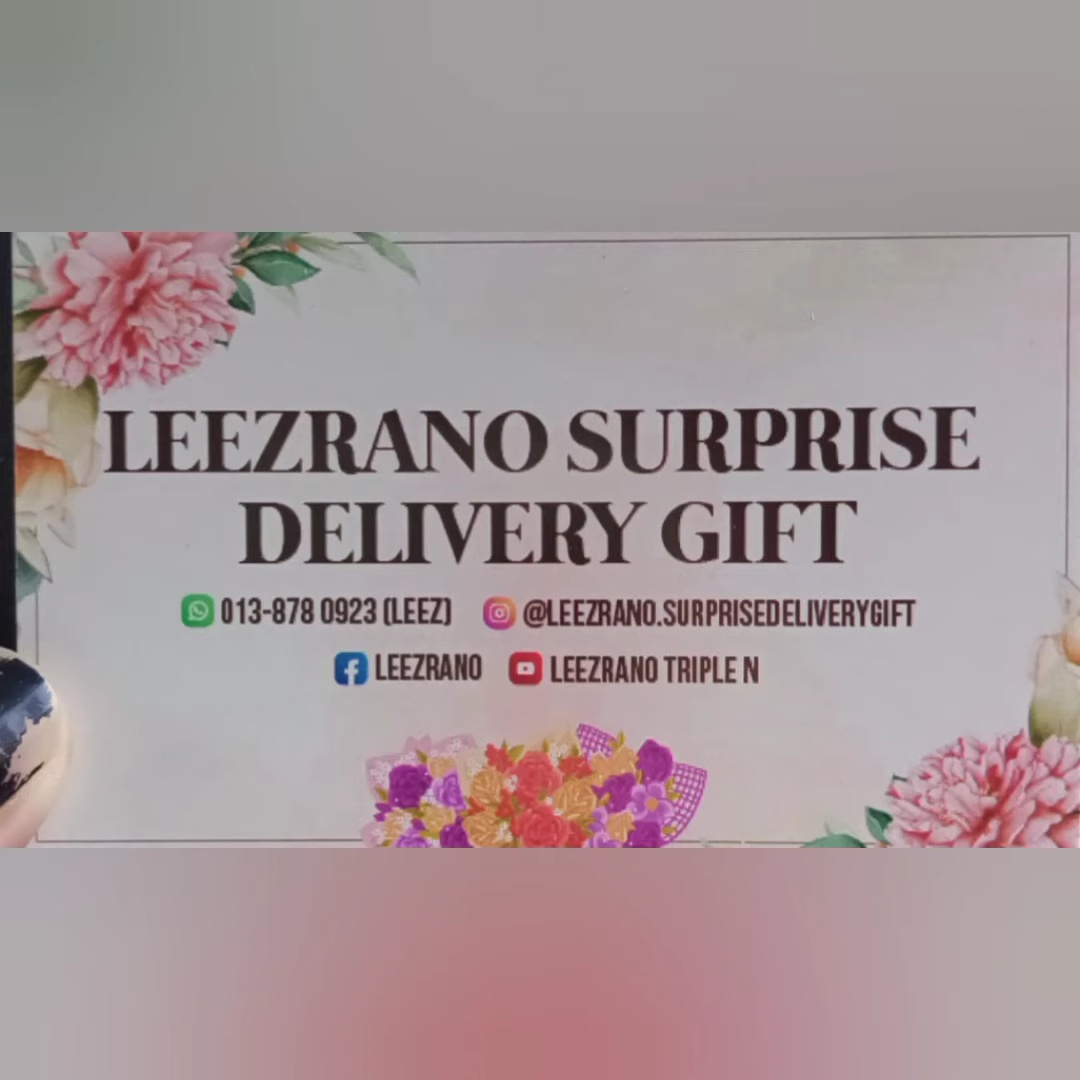 LEEZRANO SURPRISE
DELIVERY GIFT
013-878 0923 (LEEZ) @LEEZRANO.SURPRISEDELIVERYGIFT
LEEZRANO LEEZRANO TRIPLE N